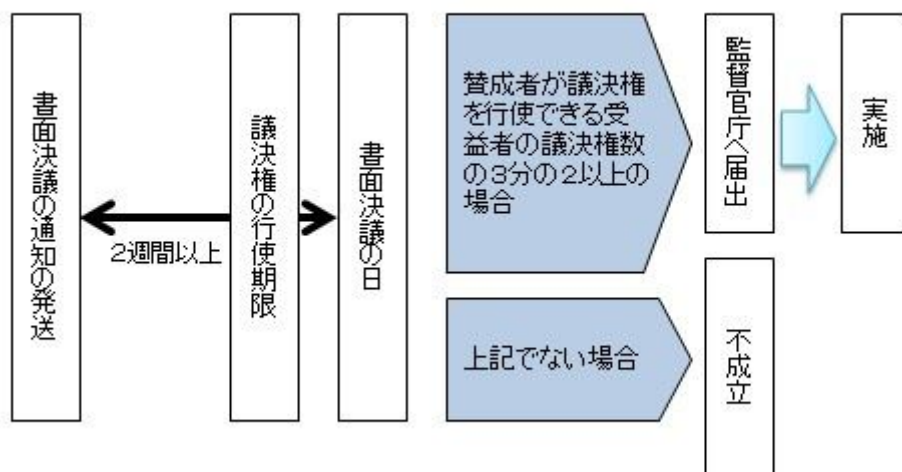 書面決議の通知の発送
2週間以上
議決権の行使期限
書面決議の日
賛成者が議決権
を行使できる受
益者の議決権数
の3分の2以上の
場合
監督官庁へ届出
実施
上記でない場合
不成立